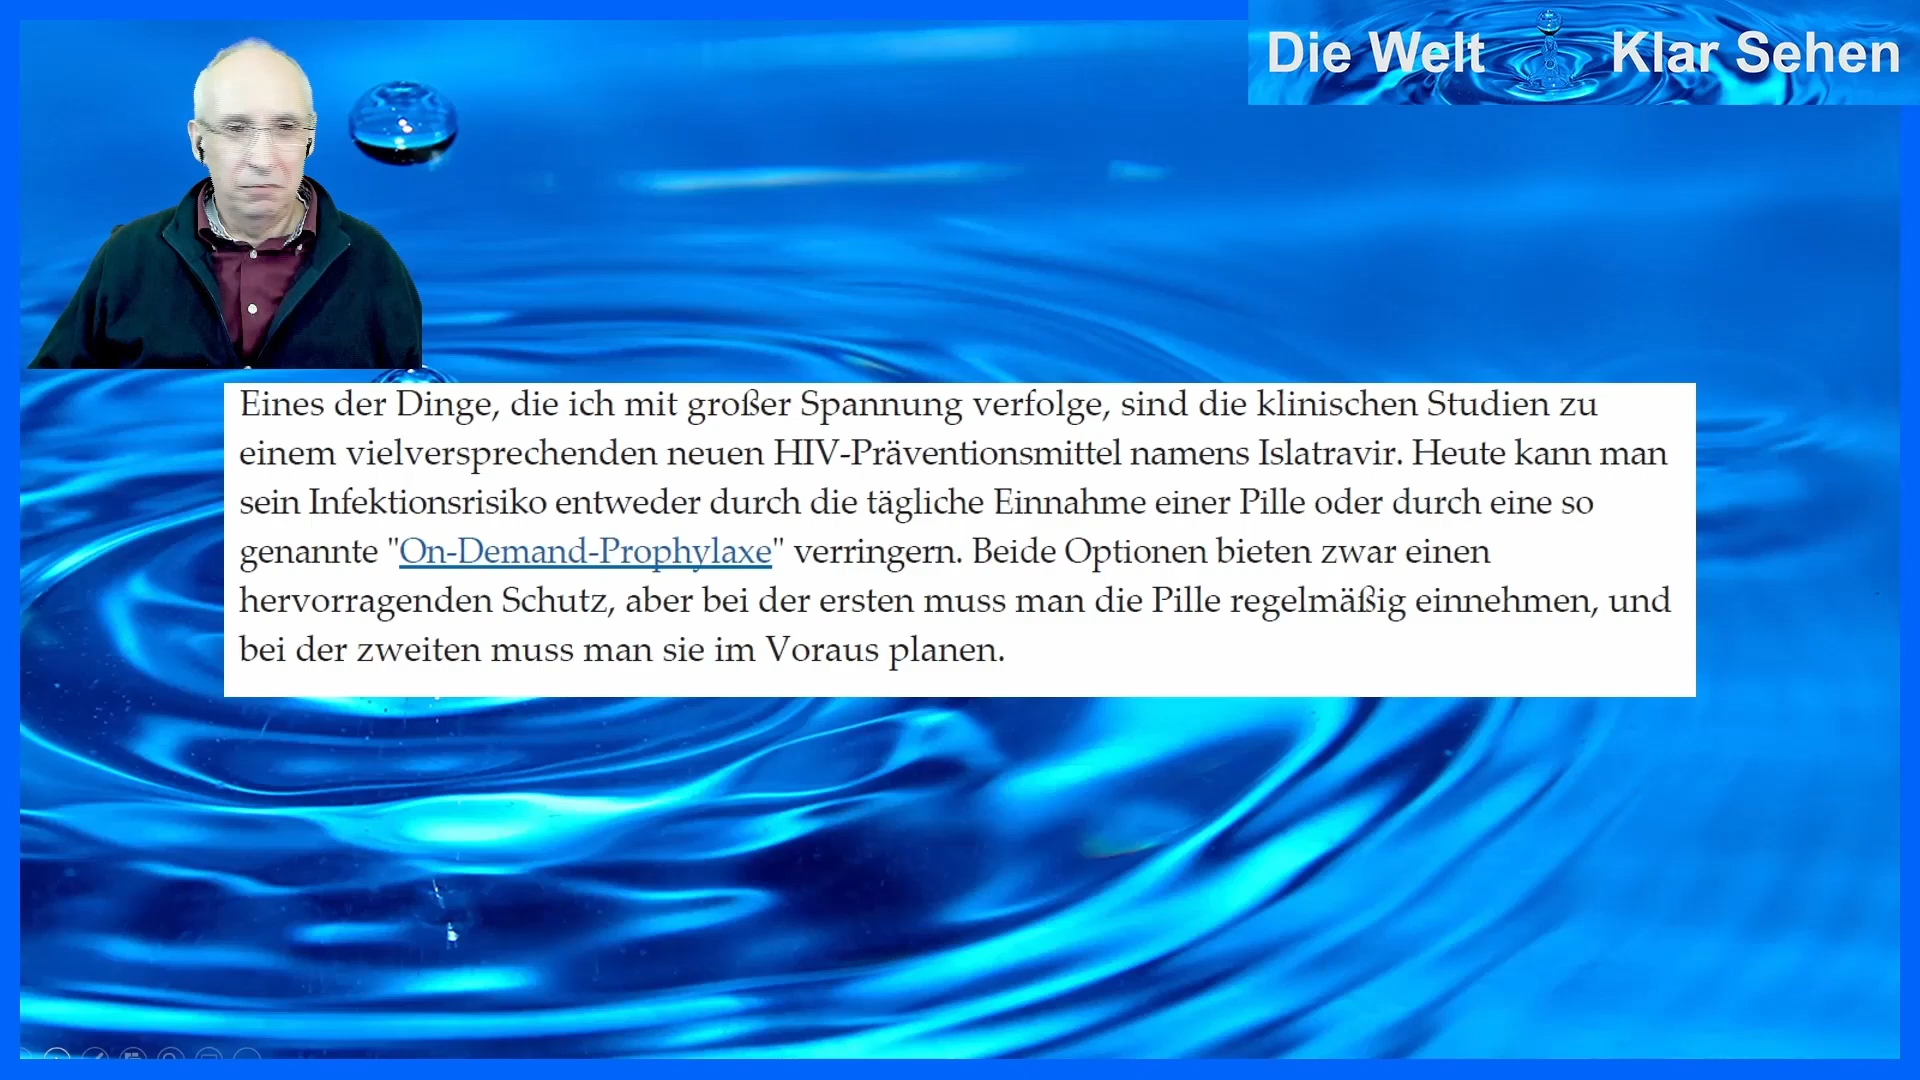 Die Welt Klar Sehen
Eines der Dinge, die ich mit großer Spannung verfolge, sind die klinischen Studien zu
einem vielversprechenden neuen HIV-Präventionsmittel namens Islatravir. Heute kann man
sein Infektionsrisiko entweder durch die tägliche Einnahme einer Pille oder durch eine so
genannte "On-Demand-Prophylaxe" verringern. Beide Optionen bieten zwar einen
hervorragenden Schutz, aber bei der ersten muss man die Pille regelmäßig einnehmen, und
bei der zweiten muss man sie im Voraus planen.